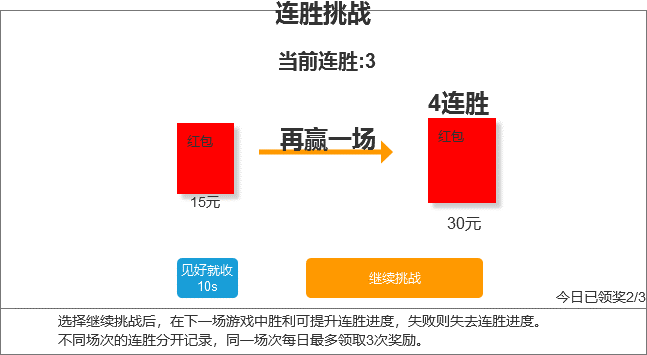 连胜挑战
当前连胜:3
4连胜
红包
再赢一场
红包
15元
30元
见好就收
10s
继续挑战
今日已领奖2/3
选择继续挑战后，在下一场游戏中胜利可提升连胜进度，失败则失去连胜进度。
不同场次的连胜分开记录，同一场次每日最多领取3次奖励。